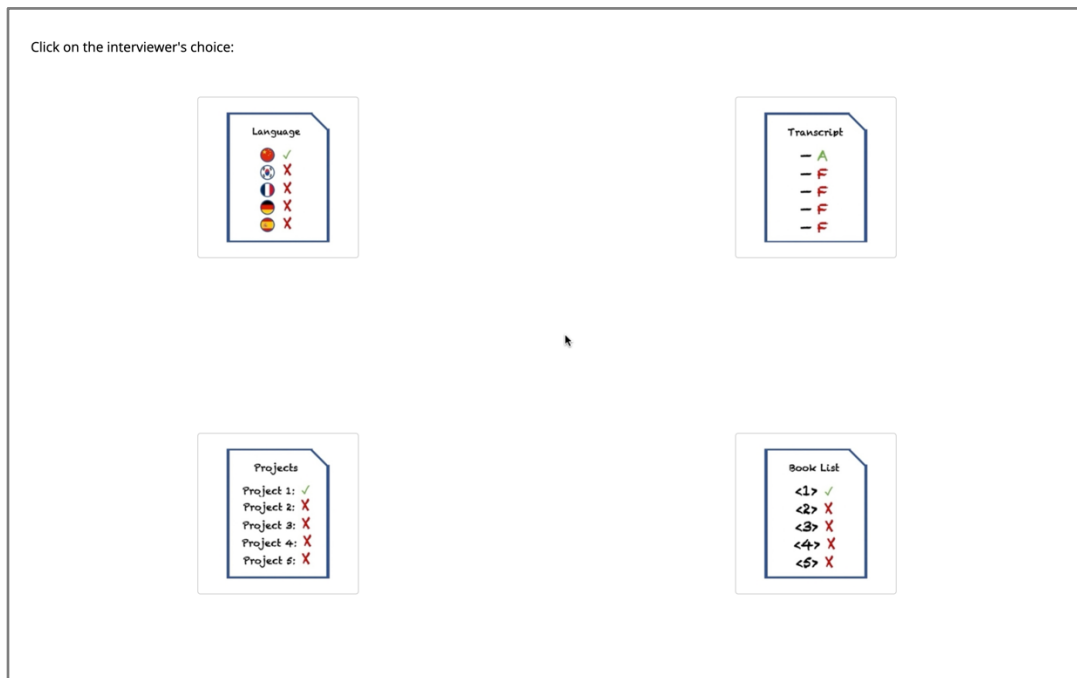 Click on the interviewer's choice:
Language
✓
X
X
X
X
Transcript
– A
– F
– F
– F
– F
Projects
Project 1: ✓
Project 2: X
Project 3: X
Project 4: X
Project 5: X
Book List
<1> ✓
<2> X
<3> X
<4> X
<5> X